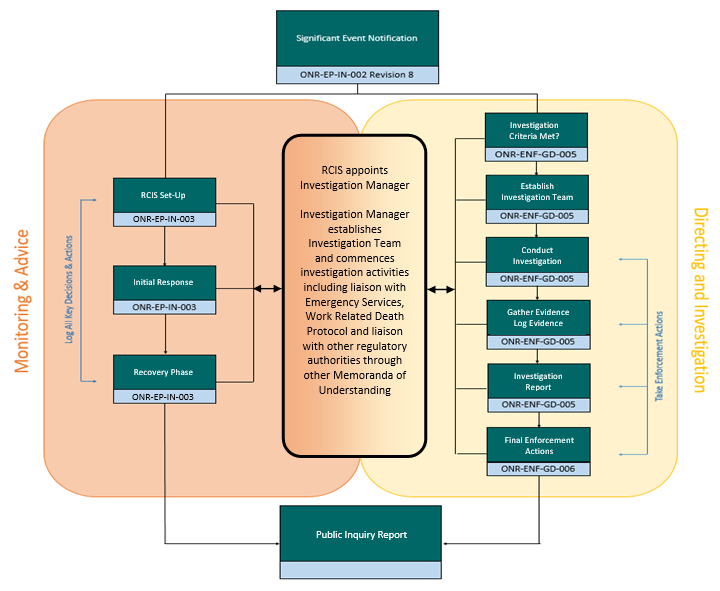 Significant Event Notification
ONR-EP-IN-002 Revision 8
Monitoring & Advice
Log All Key Decisions & Actions
RCIS Set-Up
ONR-EP-IN-003
Initial Response
ONR-EP-IN-003
Recovery Phase
ONR-EP-IN-003
RCIS appoints
Investigation Manager
Investigation Manager
establishes
Investigation Team and
commences
investigation activities
including liaison with
Emergency Services,
Work Related Death
Protocol and liaison
with other regulatory
authorities through
other Memoranda of
Understanding
Investigation
Criteria Met?
ONR-ENF-GD-005
Establish
Investigation Team
ONR-ENF-GD-005
Conduct
Investigation
ONR-ENF-GD-005
Gather Evidence
Log Evidence
ONR-ENF-GD-005
Investigation
Report
ONR-ENF-GD-005
Final Enforcement
Actions
ONR-ENF-GD-006
Take Enforcement Actions
Directing and Investigation
Public Inquiry Report